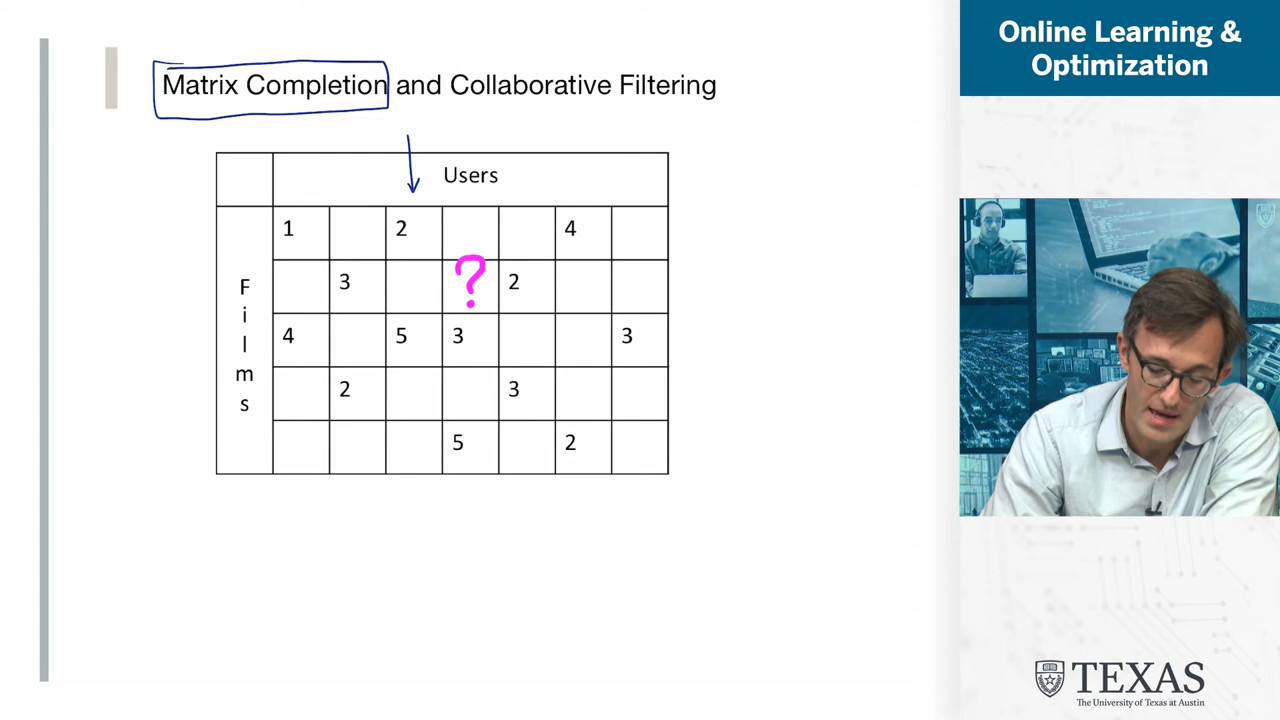 Online Learning &
Optimization
Matrix Completion and Collaborative Filtering
Users
1 2 4
3 ? 2
4 5 3 3
2 3
5 2
F
i
l
m
s
TEXAS
The University of Texas at Austin